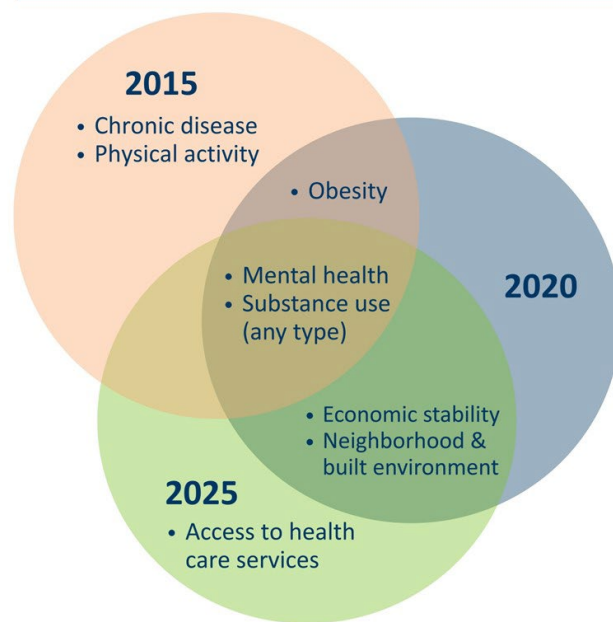 2015
• Chronic disease
• Physical activity
• Obesity
• Mental health
• Substance use
(any type)
2020
• Economic stability
• Neighborhood &
built environment
2025
• Access to health
care services